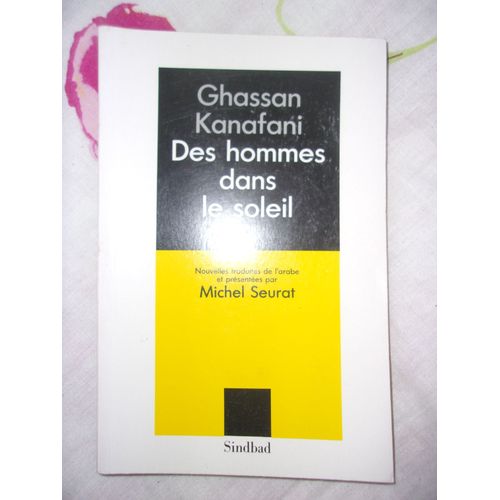 Ghassan
Kanafani
Des hommes
dans
le soleil
Nouvelles traduites de l'arabe
et présentées par
Michel Seurat
Sindbad